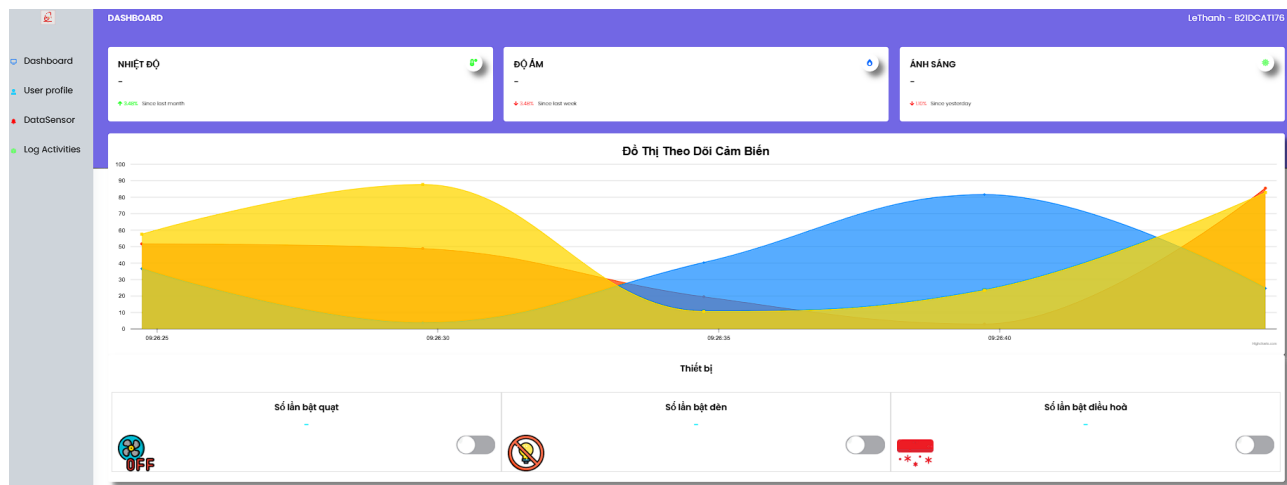 DASHBOARD
LeThanh - B21DCAT176
Dashboard
User profile
DataSensor
Log Activities
NHIỆT ĐỘ
-
3.48% Since last month
ĐỘ ẨM
-
3.48% Since last week
ÁNH SÁNG
-
1.10% Since yesterday
Đồ Thị Theo Dõi Cảm Biến
100
90
80
70
60
50
40
30
20
10
0
09:26:25
09:26:30
09:26:35
09:26:40
Highcharts.com
Thiết bị
Số lần bật quạt
-
OFF
Số lần bật đèn
-
Số lần bật điều hoà
-